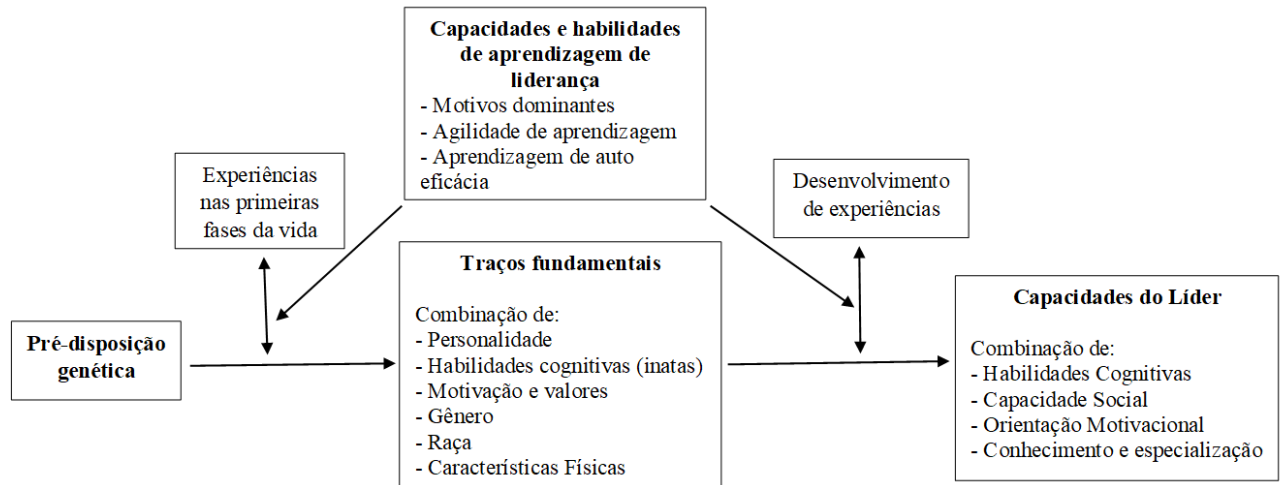 Capacidades e habilidades
de aprendizagem de
liderança
- Motivos dominantes
- Agilidade de aprendizagem
- Aprendizagem de auto
eficácia
Experiências
nas primeiras
fases da vida
Desenvolvimento
de experiências
Pré-disposição
genética
Traços fundamentais
Combinação de:
- Personalidade
- Habilidades cognitivas (inatas)
- Motivação e valores
- Gênero
- Raça
- Características Físicas
Capacidades do Líder
Combinação de:
- Habilidades Cognitivas
- Capacidade Social
- Orientação Motivacional
- Conhecimento e especialização